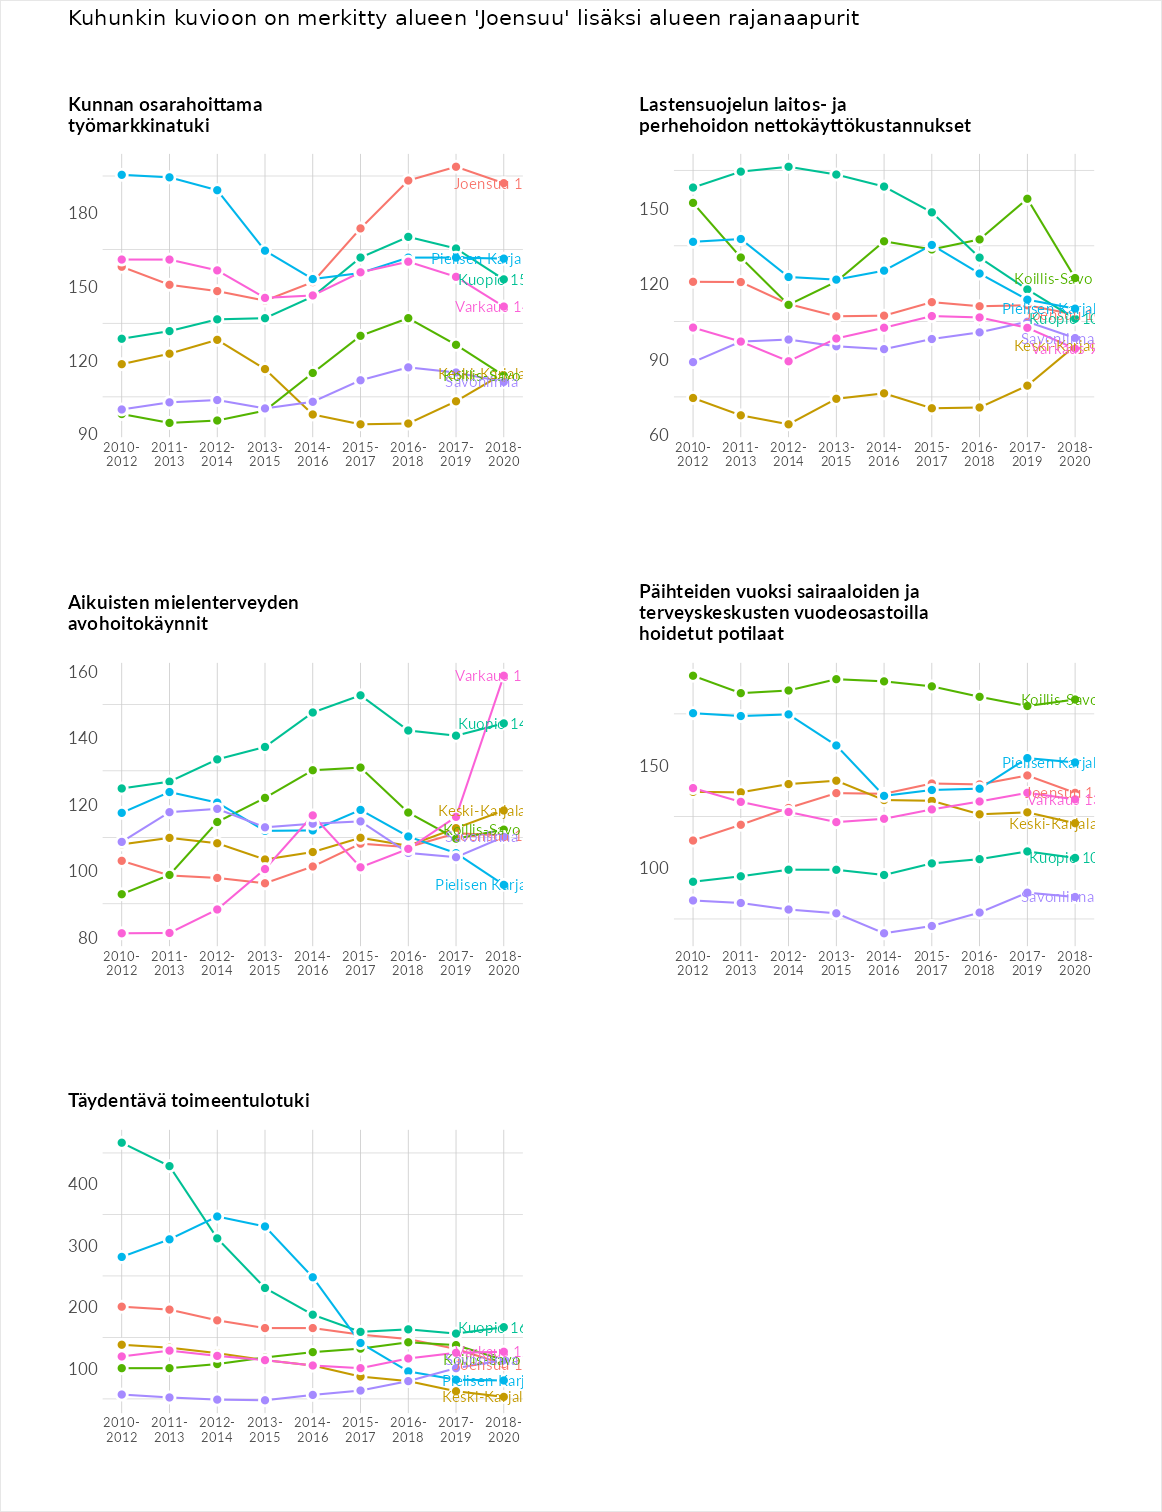 Kuhunkin kuvioon on merkitty alueen 'Joensuu' lisäksi alueen rajanaapurit
Kunnan osarahoittama
työmarkkinatuki
180
150
120
90
Joensuu
Pielisen Karja
Kuopio 15
Varkaus
Savonlinna
2010-
2012
2011-
2013
2012-
2014
2013-
2015
2014-
2016
2015-
2017
2016-
2018
2017-
2019
2018-
2020
Lastensuojelun laitos- ja
perhehoidon nettokäyttökustannukset
150
120
90
60
Koillis-Savo
Pielisen Karjal
Kuopio 10
Savonlinna
2010-
2012
2011-
2013
2012-
2014
2013-
2015
2014-
2016
2015-
2017
2016-
2018
2017-
2019
2018-
2020
Aikuisten mielenterveyden
avohoitokäynnit
160
140
120
100
80
Varkaus
Kuopio 14
Keski-Karjala
Koillis-Savo
Pielisen Karja
2010-
2012
2011-
2013
2012-
2014
2013-
2015
2014-
2016
2015-
2017
2016-
2018
2017-
2019
2018-
2020
Päihteiden vuoksi sairaaloiden ja
terveyskeskusten vuodeosastoilla
hoidetut potilaat
150
100
Koillis-Savo
Pielisen Karjal
Joensuu
Varkaus
Keski-Karjala
Kuopio 10
Savonlinna
2010-
2012
2011-
2013
2012-
2014
2013-
2015
2014-
2016
2015-
2017
2016-
2018
2017-
2019
2018-
2020
Täydentävä toimeentulotuki
400
300
200
100
Kuopio 16
Koillis-Savo
Joensuu
Pielisen Karj
Keski-Karjal
2010-
2012
2011-
2013
2012-
2014
2013-
2015
2014-
2016
2015-
2017
2016-
2018
2017-
2019
2018-
2020